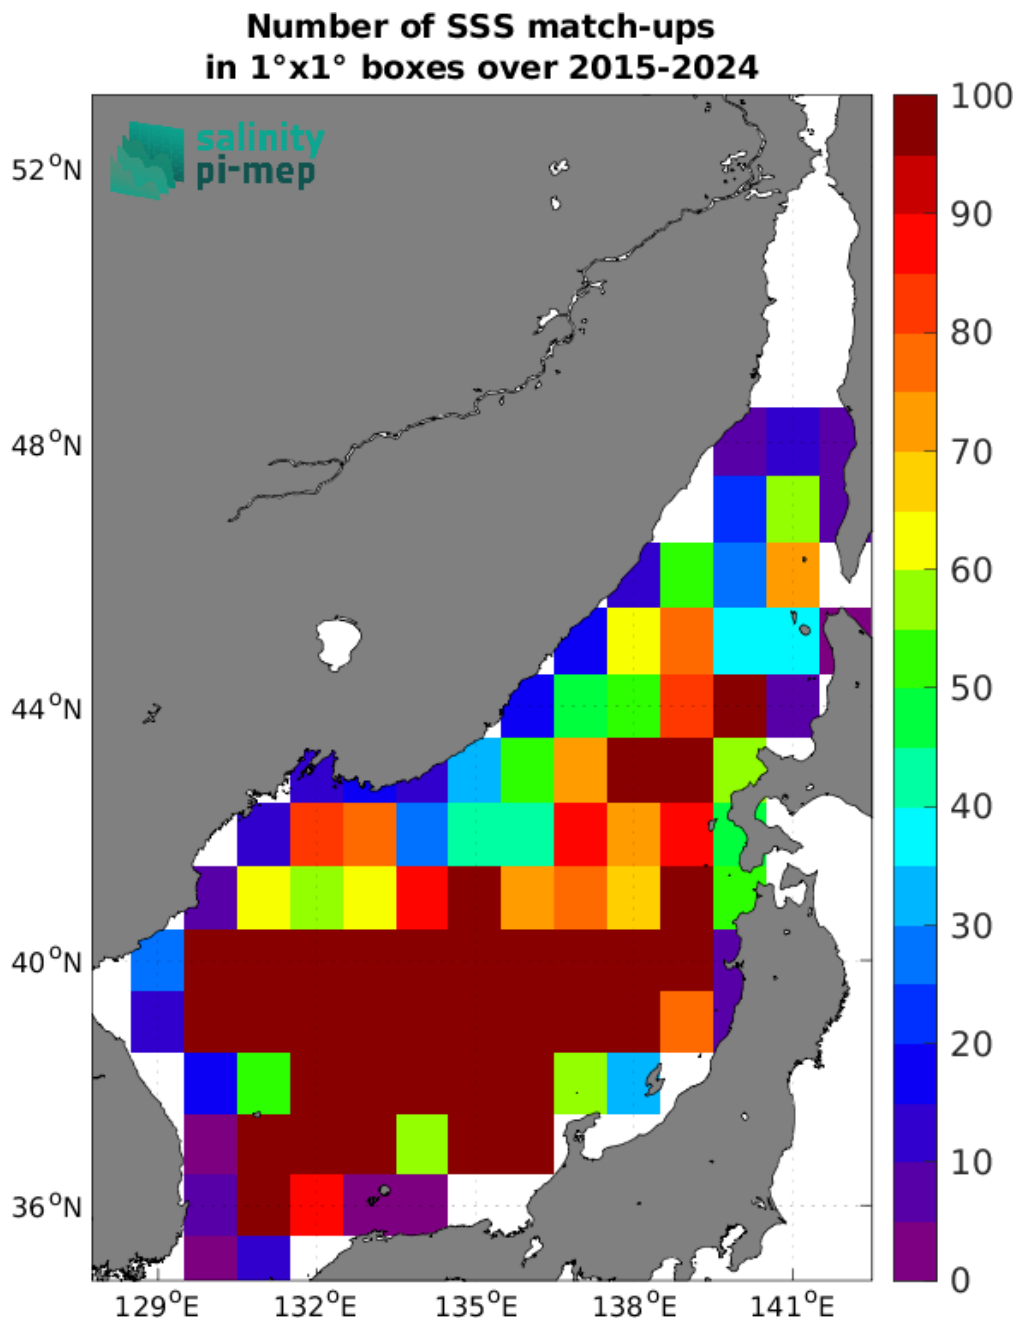 Number of SSS match-ups
in 1°x1° boxes over 2015-2024
salinity
pi-mep
52°N
48°N
44°N
40°N
36°N
129°E 132°E 135°E 138°E 141°E
100
90
80
70
60
50
40
30
20
10
0